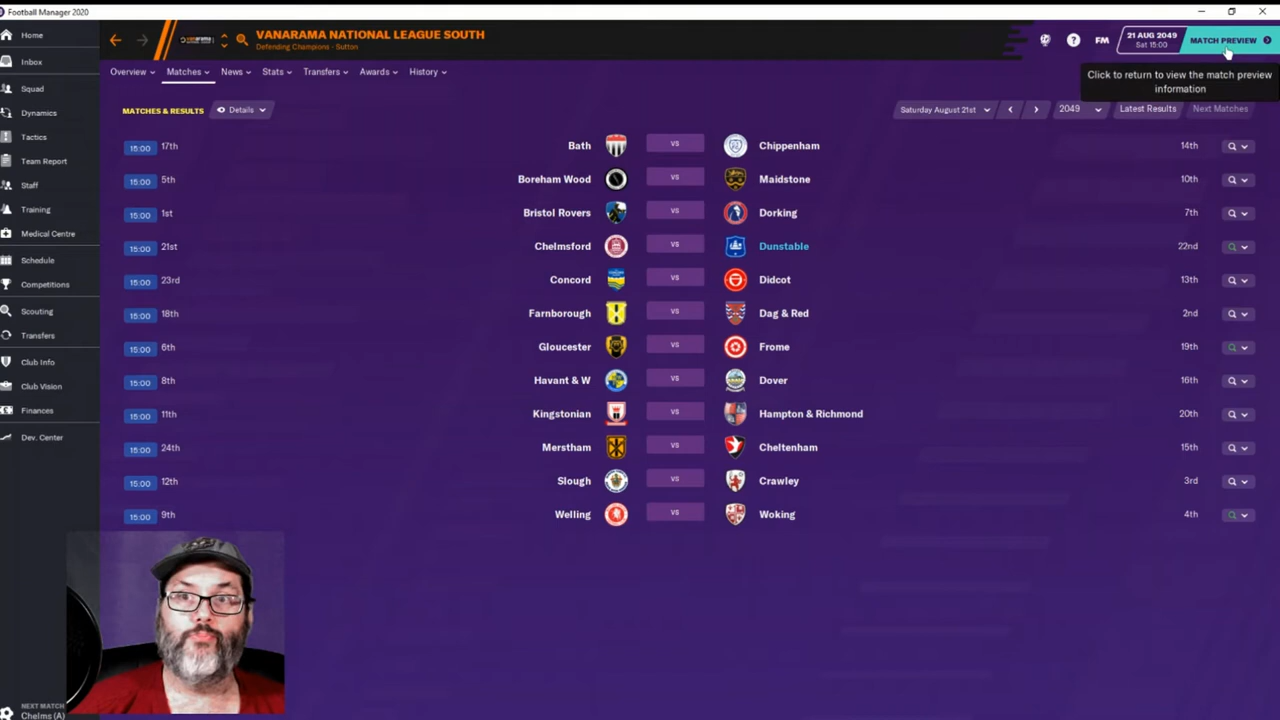 Football Manager 2020
VANARAMA NATIONAL LEAGUE SOUTH
Defending Champions - Sutton
FM
21 AUG 2049
Sat 15:00
MATCH PREVIEW
Click to return to view the match preview
information
Home
Inbox
Squad
Dynamics
Tactics
Team Report
Staff
Training
Medical Centre
Schedule
Competitions
Scouting
Transfers
Club Info
Club Vision
Finances
Dev. Center
NEXT MATCH
Chelms (A)
Overview Matches News Stats Transfers Awards History
MATCHES & RESULTS Details Saturday August 21st 2049 Latest Results Next Matches
15:00 17th Bath vs Chippenham 14th
15:00 5th Boreham Wood vs Maidstone 10th
15:00 1st Bristol Rovers vs Dorking 7th
15:00 21st Chelmsford vs Dunstable 22nd
15:00 23rd Concord vs Didcot 13th
15:00 18th Farnborough vs Dag & Red 2nd
15:00 6th Gloucester vs Frome 19th
15:00 8th Havant & W vs Dover 16th
15:00 11th Kingstonian vs Hampton & Richmond 20th
15:00 24th Merstham vs Cheltenham 15th
15:00 12th Slough vs Crawley 3rd
15:00 9th Welling vs Woking 4th